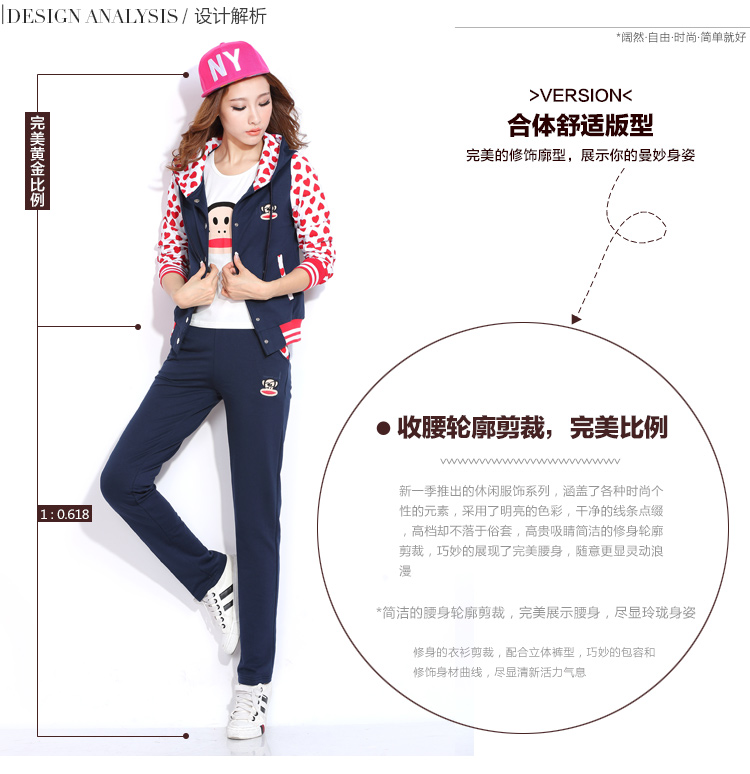 DESIGN ANALYSIS / 设计解析
*阔然·自由·时尚·简单就好
NY
完美黄金比例
>VERSION<
合体舒适版型
完美的修饰廓型，展示你的曼妙身姿
● 收腰轮廓剪裁，完美比例
新一季推出的休闲服饰系列，涵盖了各种时尚个
性的元素，采用了明亮的色彩，干净的线条点缀
，高档却不落于俗套，高贵吸睛简洁的修身轮廓
剪裁，巧妙的展现了完美腰身，随意更显灵动浪
漫
1 : 0.618
*简洁的腰身轮廓剪裁，完美展示腰身，尽显玲珑身姿
修身的衣衫剪裁，配合立体裤型，巧妙的包容和
修饰身材曲线，尽显清新活力气息